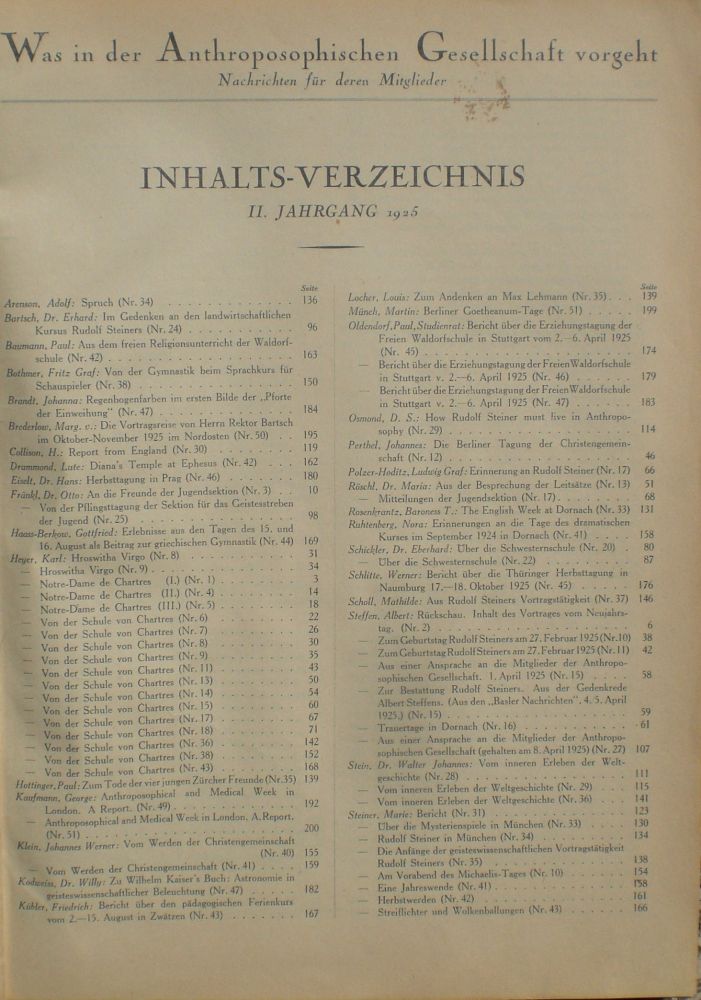 Was in der Anthroposophischen Gesellschaft vorgeht
Nachrichten für deren Mitglieder
INHALTS-VERZEICHNIS
II. JAHRGANG 1925
Seite
Arenson, Adolf: Spruch (Nr. 34) . . . . . . . . . . . . . 136
Bartsch, Dr. Erhard: Im Gedenken an den landwirtschaftlichen
Kursus Rudolf Steiners (Nr. 24) . . . . . . . . . . . 96
Baumann, Paul: Aus dem freien Religionsunterricht der Waldorf-
schule (Nr. 42) . . . . . . . . . . . . . . . . . . . 163
Bothmer, Fritz Graf: Von der Gymnastik beim Sprachkurs für
Schauspieler (Nr. 38) . . . . . . . . . . . . . . . . 150
Brandt, Johanna: Regenbogenfarben im ersten Bilde der „Pforte
der Einweihung“ (Nr. 47) . . . . . . . . . . . . . . 184
Broderlow, Marg. v.: Die Vortragsreise von Herrn Rektor Bartsch
im Oktober-November 1925 im Nordosten (Nr. 50) . . 195
Collison, H.: Report from England (Nr. 30) . . . . . . . . . 119
Drammond, Lute: Diana's Temple at Ephesus (Nr. 42) . . . 162
Eiselt, Dr. Hans: Herbsttagung in Prag (Nr. 46) . . . . . . . 180
Fränkl, Dr. Otto: An die Freunde der Jugendsektion (Nr. 3) . . 10
— Von der Pfingsttagung der Sektion für das Geistesstreben
der Jugend (Nr. 25) . . . . . . . . . . . . . . . . . 98
Haass-Berkow, Gottfried: Erlebnisse aus den Tagen des 15. und
16. August als Beitrag zur griechischen Gymnastik (Nr. 44) 169
Heyer, Karl: Hroswitha Virgo (Nr. 8) . . . . . . . . . . . . 31
— Hroswitha Virgo (Nr. 9) . . . . . . . . . . . . . . . 34
— Notre-Dame de Chartres (I.) (Nr. 1) . . . . . . . . . 3
— Notre-Dame de Chartres (II.) (Nr. 4) . . . . . . . . 14
— Notre-Dame de Chartres (III.) (Nr. 5) . . . . . . . . 18
— Von der Schule von Chartres (Nr. 6) . . . . . . . . . 22
— Von der Schule von Chartres (Nr. 7) . . . . . . . . . 26
— Von der Schule von Chartres (Nr. 8) . . . . . . . . . 30
— Von der Schule von Chartres (Nr. 9) . . . . . . . . . 35
— Von der Schule von Chartres (Nr. 11) . . . . . . . . 43
— Von der Schule von Chartres (Nr. 13) . . . . . . . . 50
— Von der Schule von Chartres (Nr. 14) . . . . . . . . 54
— Von der Schule von Chartres (Nr. 15) . . . . . . . . 60
— Von der Schule von Chartres (Nr. 17) . . . . . . . . 67
— Von der Schule von Chartres (Nr. 18) . . . . . . . . 71
— Von der Schule von Chartres (Nr. 36) . . . . . . . . 142
— Von der Schule von Chartres (Nr. 38) . . . . . . . . 152
— Von der Schule von Chartres (Nr. 43) . . . . . . . . 168
Hottinger, Paul: Zum Tode der vier jungen Zürcher Freunde (Nr. 35) 139
Kaufmann, George: Anthroposophical and Medical Week in
London. A Report. (Nr. 49) . . . . . . . . . . . . . 192
— Anthroposophical and Medical Week in London. A. Report.
(Nr. 51) . . . . . . . . . . . . . . . . . . . . . . 200
Klein, Johannes Werner: Vom Werden der Christengemeinschaft
(Nr. 40) 155
— Vom Werden der Christengemeinschaft (Nr. 41) . . . . 159
Kodweiss, Dr. Willy: Zu Wilhelm Kaiser's Buch: Astronomie in
geisteswissenschaftlicher Beleuchtung (Nr. 47) . . . . . 182
Kübler, Friedrich: Bericht über den pädagogischen Ferienkurs
vom 2.—15. August in Zwätzen (Nr. 43) . . . . . . . 167
Seite
Locher, Louis: Zum Andenken an Max Lehmann (Nr. 35) . . . 139
Münch, Martin: Berliner Goetheanum-Tage (Nr. 51) . . . . . 199
Oldendorf, Paul, Studienrat: Bericht über die Erziehungstagung der
Freien Waldorfschule in Stuttgart vom 2.—6. April 1925
(Nr. 45) . . . . . . . . . . . . . . . . . . . . . . 174
— Bericht über die Erziehungstagung der Freien Waldorfschule
in Stuttgart v. 2.—6. April 1925 (Nr. 46) . . . . . . 179
— Bericht über die Erziehungstagung der Freien Waldorfschule
in Stuttgart v. 2.—6. April 1925 (Nr. 47) . . . . . . 183
Osmond, D. S.: How Rudolf Steiner must live in Anthropo-
sophy (Nr. 29) . . . . . . . . . . . . . . . . . . . 114
Perthel, Johannes: Die Berliner Tagung der Christengemein-
schaft (Nr. 12) . . . . . . . . . . . . . . . . . . . 46
Polzer-Hoditz, Ludwig Graf: Erinnerung an Rudolf Steiner (Nr. 17) 66
Röschl, Dr. Maria: Aus der Besprechung der Leitsätze (Nr. 13) 51
— Mitteilungen der Jugendsektion (Nr. 17) . . . . . . . . 68
Rosenkrantz, Baroness T.: The English Week at Dornach (Nr. 33) 131
Ruhtenberg, Nora: Erinnerungen an die Tage des dramatischen
Kurses im September 1924 in Dornach (Nr. 41) . . . . 158
Schickler, Dr. Eberhard: Über die Schwesternschule (Nr. 20) . 80
— Über die Schwesternschule (Nr. 22) . . . . . . . . . 87
Schlitte, Werner: Bericht über die Thüringer Herbsttagung in
Naumburg 17.—18. Oktober 1925 (Nr. 45) . . . . . . 176
Scholl, Mathilde: Aus Rudolf Steiners Vortragstätigkeit (Nr. 37) 146
Steffen, Albert: Rückschau. Inhalt des Vortrages vom Neujahrs-
tag. (Nr. 2) . . . . . . . . . . . . . . . . . . . . 6
— Zum Geburtstag Rudolf Steiners am 27. Februar 1925 (Nr. 10) 38
— Zum Geburtstag Rudolf Steiners am 27. Februar 1925 (Nr. 11) 42
— Aus einer Ansprache an die Mitglieder der Anthropo-
sophischen Gesellschaft. 1. April 1925 (Nr. 15) . . . . 58
— Zur Bestattung Rudolf Steiners. Aus der Gedenkrede
Albert Steffens. (Aus den „Basler Nachrichten“, 4./5. April
1925.) (Nr. 15) . . . . . . . . . . . . . . . . . . . 59
— Trauertage in Dornach (Nr. 16) . . . . . . . . . . . 61
— Aus einer Ansprache an die Mitglieder der Anthropo-
sophischen Gesellschaft (gehalten am 8. April 1925) (Nr. 27) 107
Stein, Dr. Walter Johannes: Vom inneren Erleben der Welt-
geschichte (Nr. 28) . . . . . . . . . . . . . . . . . 111
— Vom inneren Erleben der Weltgeschichte (Nr. 29) . . . 115
— Vom inneren Erleben der Weltgeschichte (Nr. 36) . . . 141
Steiner, Marie: Bericht (Nr. 31) . . . . . . . . . . . . . . 123
— Über die Mysterienspiele in München (Nr. 33) . . . . . 130
— Rudolf Steiner in München (Nr. 34) . . . . . . . . . 134
Die Anfänge der geisteswissenschaftlichen Vortragstätigkeit
Rudolf Steiners (Nr. 35) . . . . . . . . . . . . . . . 138
— Am Vorabend des Michaelis-Tages (Nr. 10) . . . . . . 154
— Eine Jahreswende (Nr. 41) . . . . . . . . . . . . . . 158
— Herbstwerden (Nr. 42) . . . . . . . . . . . . . . . . 161
— Streiflichter und Wolkenballungen (Nr. 43) . . . . . . 166